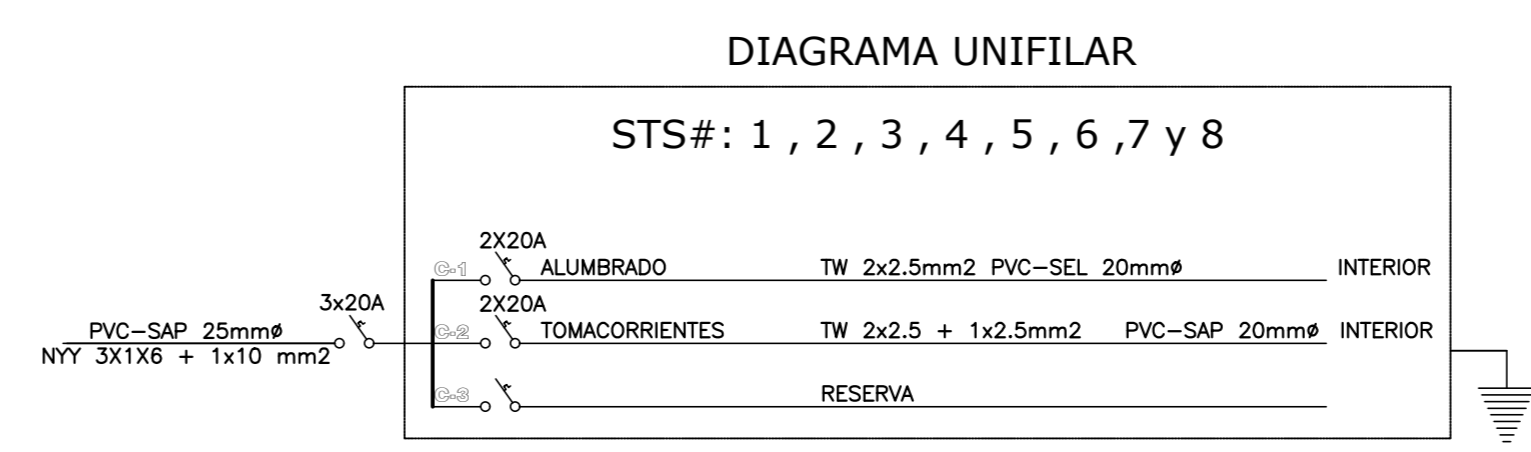 DIAGRAMA UNIFILAR
STS#: 1 , 2 , 3 , 4 , 5 , 6 ,7 y 8
2X20A
C-1 ALUMBRADO TW 2x2.5mm2 PVC-SEL 20mmø INTERIOR
3x20A 2X20A
PVC-SAP 25mmø C-2 TOMACORRIENTES TW 2x2.5 + 1x2.5mm2 PVC-SAP 20mmø INTERIOR
NYY 3X1X6 + 1x10 mm2
C-3 RESERVA